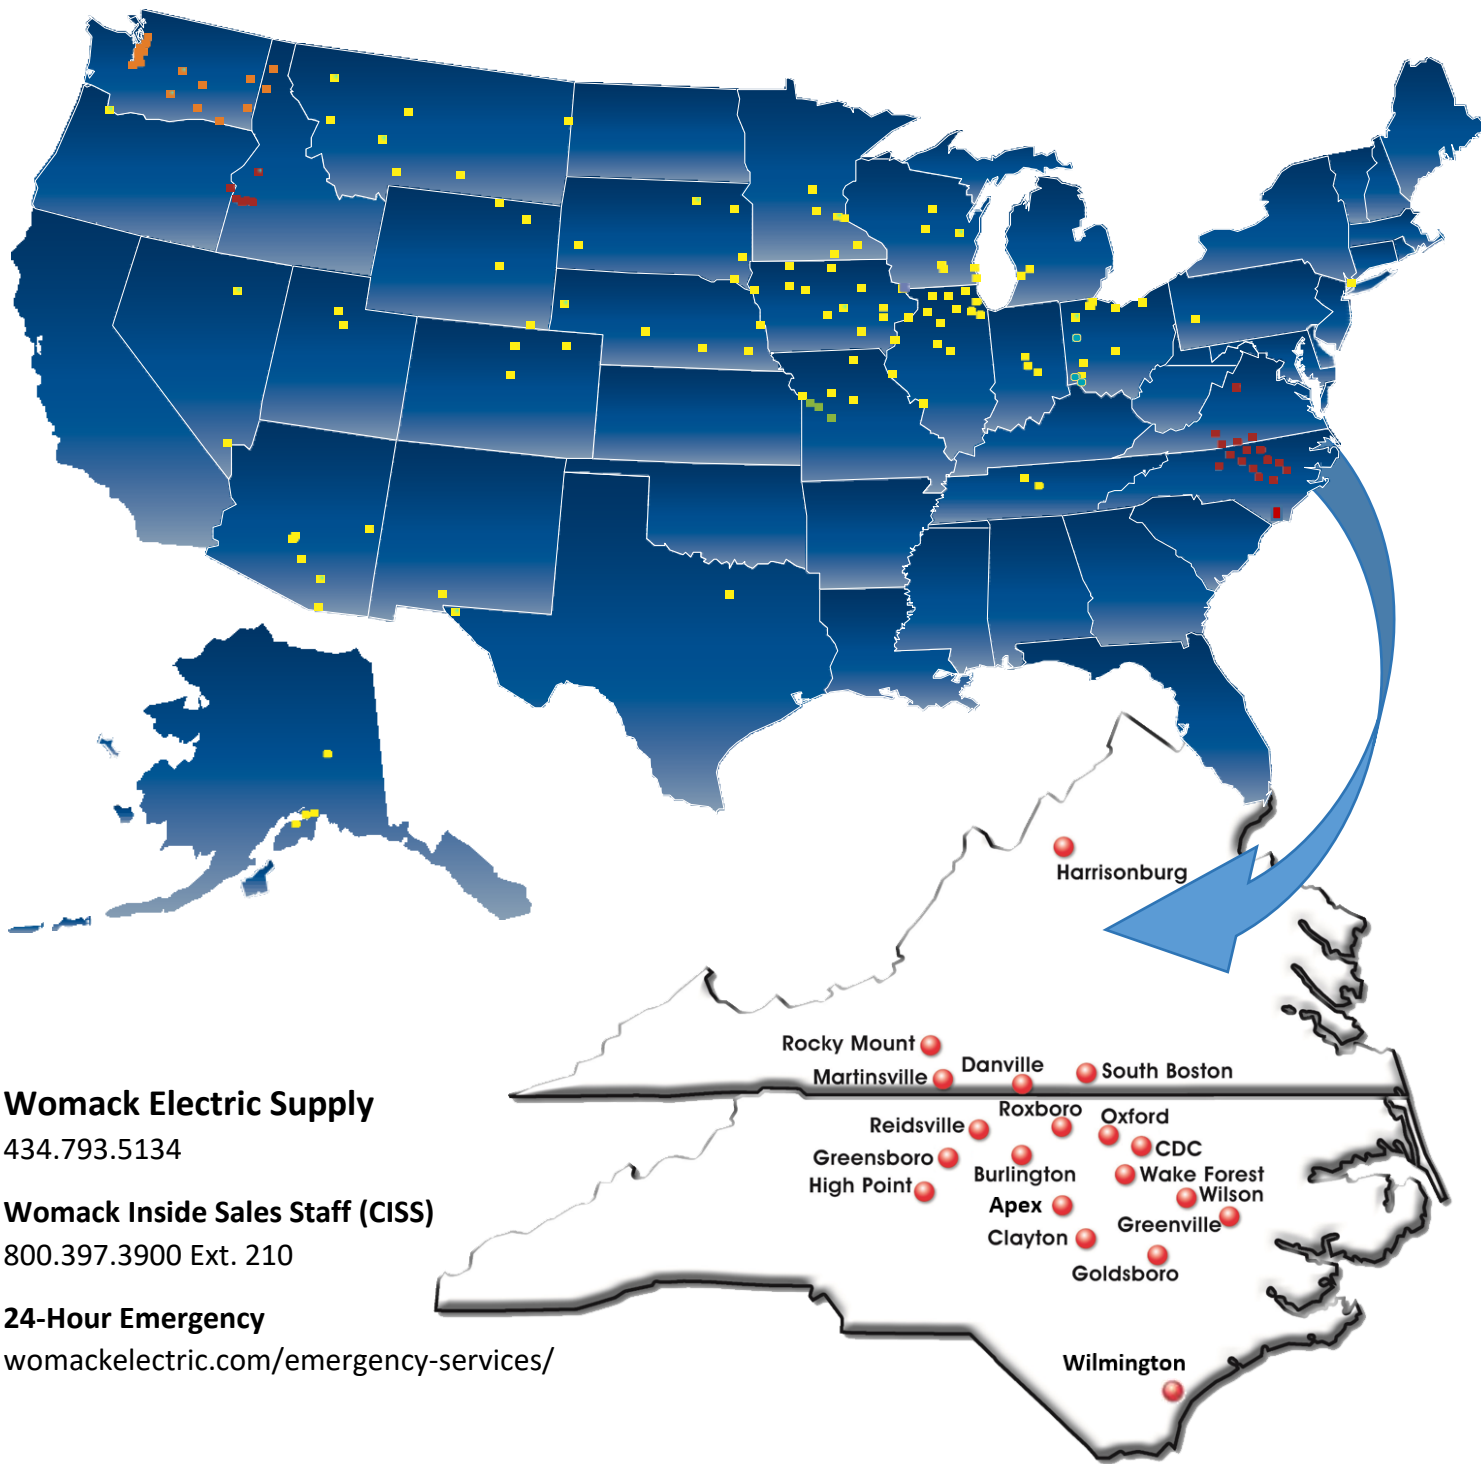 Harrisonburg
Rocky Mount
Danville
South Boston
Martinsville
Roxboro
Oxford
Reidsville
CDC
Greensboro
Burlington
Wake Forest
High Point
Wilson
Apex
Greenville
Clayton
Goldsboro
Wilmington
Womack Electric Supply
434.793.5134
Womack Inside Sales Staff (CISS)
800.397.3900 Ext. 210
24-Hour Emergency
womackelectric.com/emergency-services/